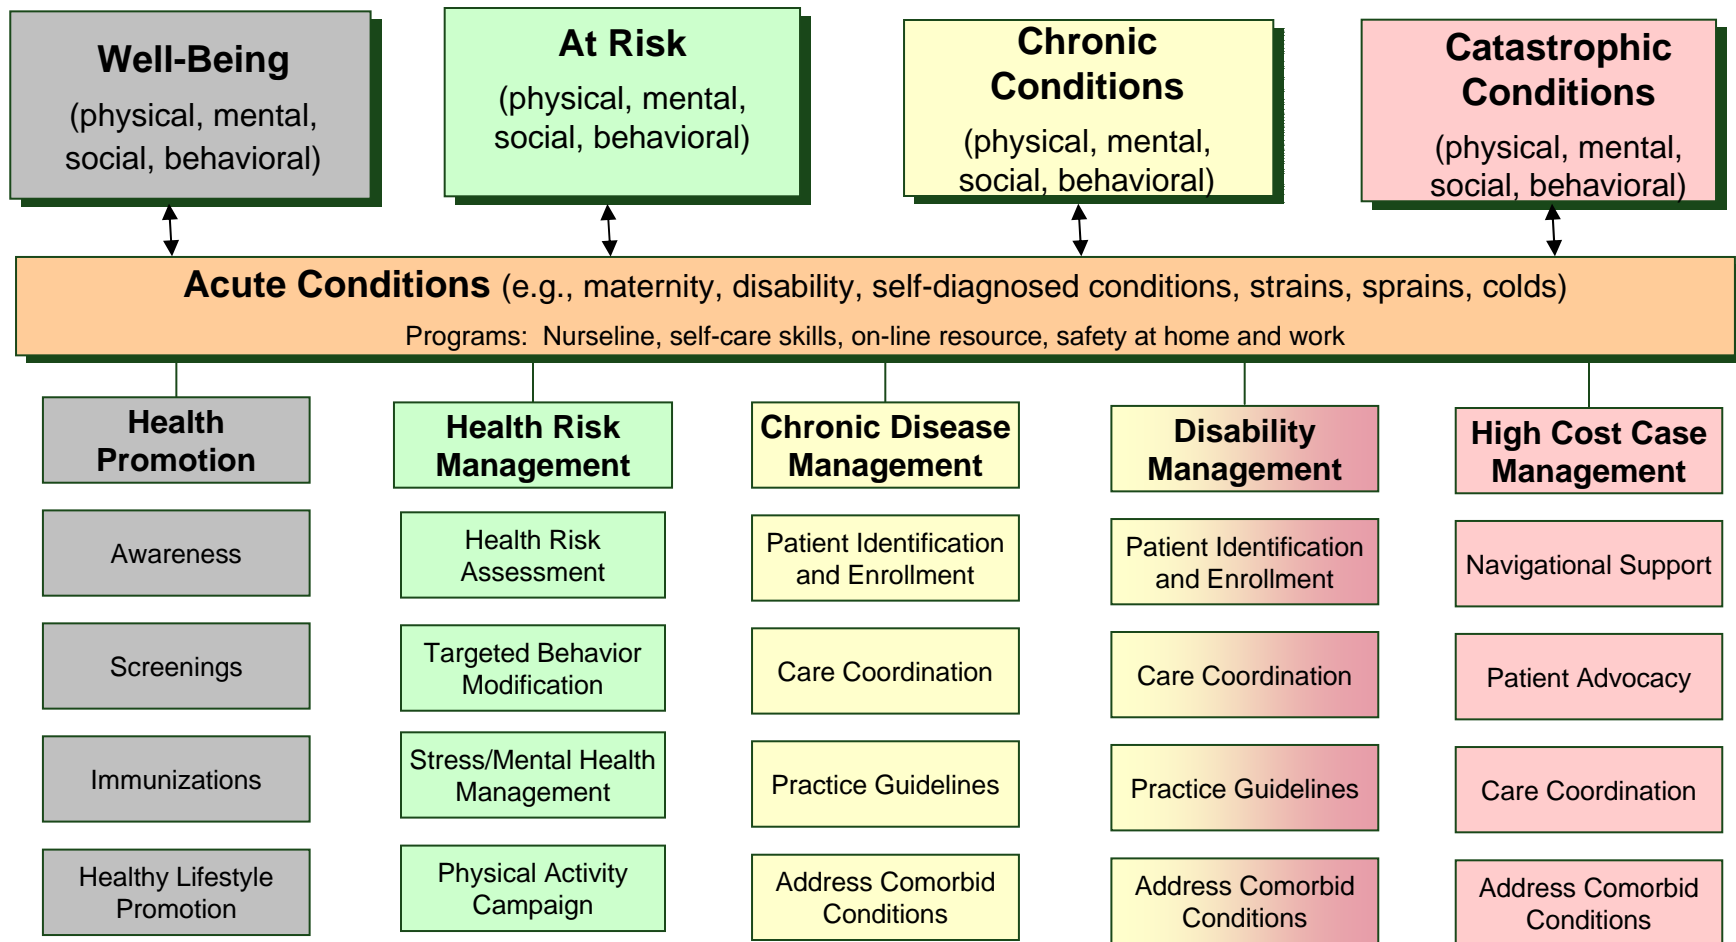 Well-Being
(physical, mental,
social, behavioral)
At Risk
(physical, mental,
social, behavioral)
Chronic
Conditions
(physical, mental,
social, behavioral)
Catastrophic
Conditions
(physical, mental,
social, behavioral)
Acute Conditions (e.g., maternity, disability, self-diagnosed conditions, strains, sprains, colds)
Programs:  Nurseline, self-care skills, on-line resource, safety at home and work
Health
Promotion
Awareness
Screenings
Immunizations
Healthy Lifestyle
Promotion
Health Risk
Management
Health Risk
Assessment
Targeted Behavior
Modification
Stress/Mental Health
Management
Physical Activity
Campaign
Chronic Disease
Management
Patient Identification
and Enrollment
Care Coordination
Practice Guidelines
Address Comorbid
Conditions
Disability
Management
Patient Identification
and Enrollment
Care Coordination
Practice Guidelines
Address Comorbid
Conditions
High Cost Case
Management
Navigational Support
Patient Advocacy
Care Coordination
Address Comorbid
Conditions